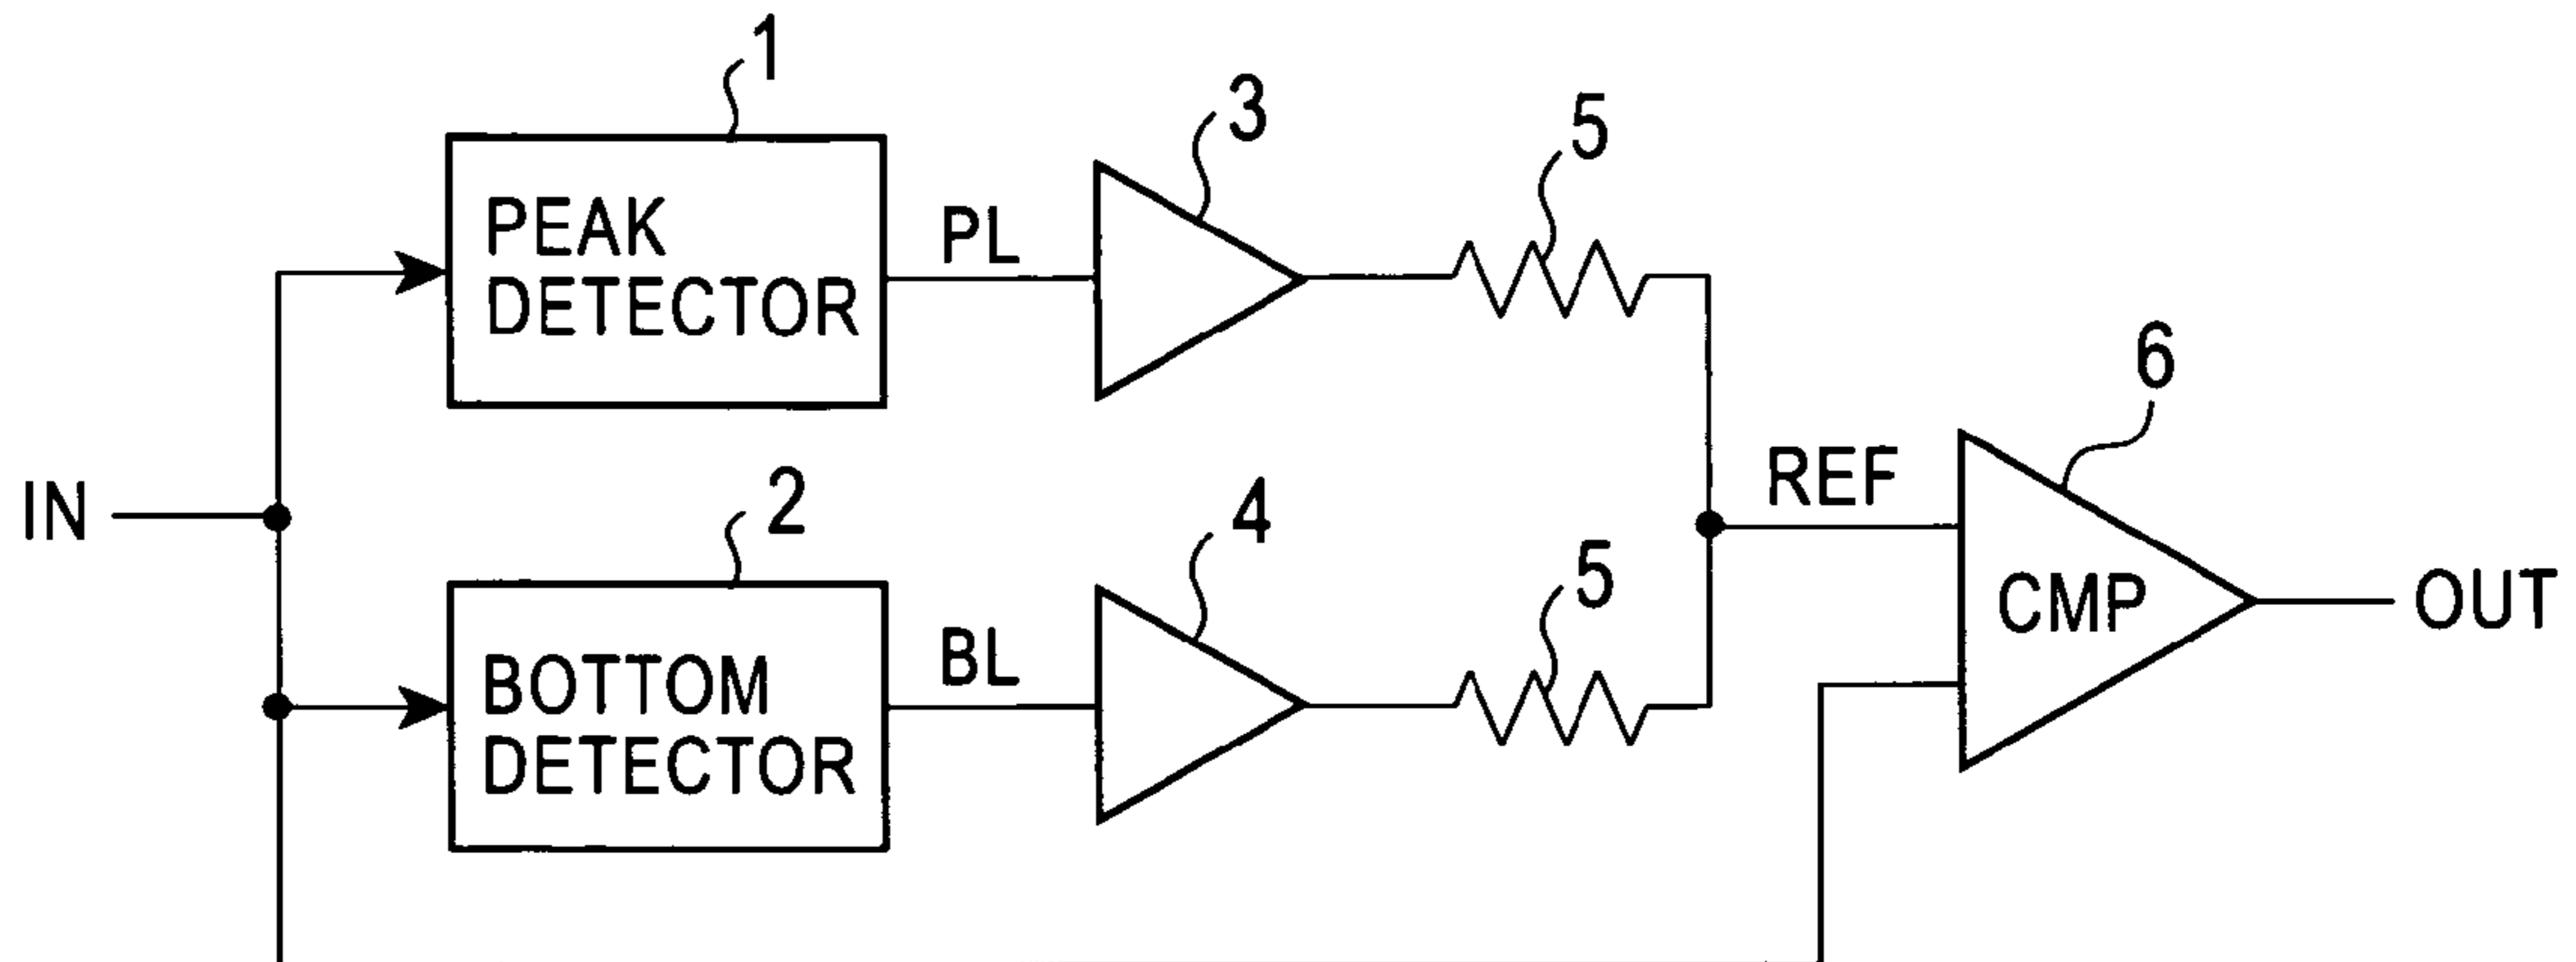 1
PEAK
DETECTOR
PL
3
5
IN
2
BOTTOM
DETECTOR
BL
4
5
REF
6
CMP
OUT